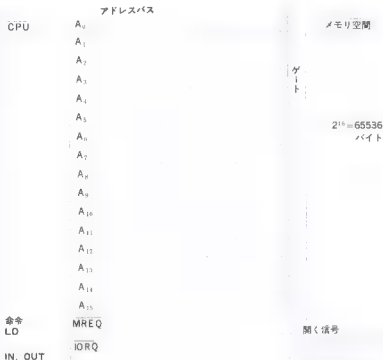 アドレスバス
CPU
A₀
メモリ空間
A₁
A₂
A₃
A₄
A₅
A₆
A₇
A₈
A₉
A₁₀
A₁₁
A₁₂
A₁₃
A₁₄
A₁₅
ゲート
2¹⁶=65536
バイト
命令
LD
MREQ
開く信号
IORQ
IN, OUT